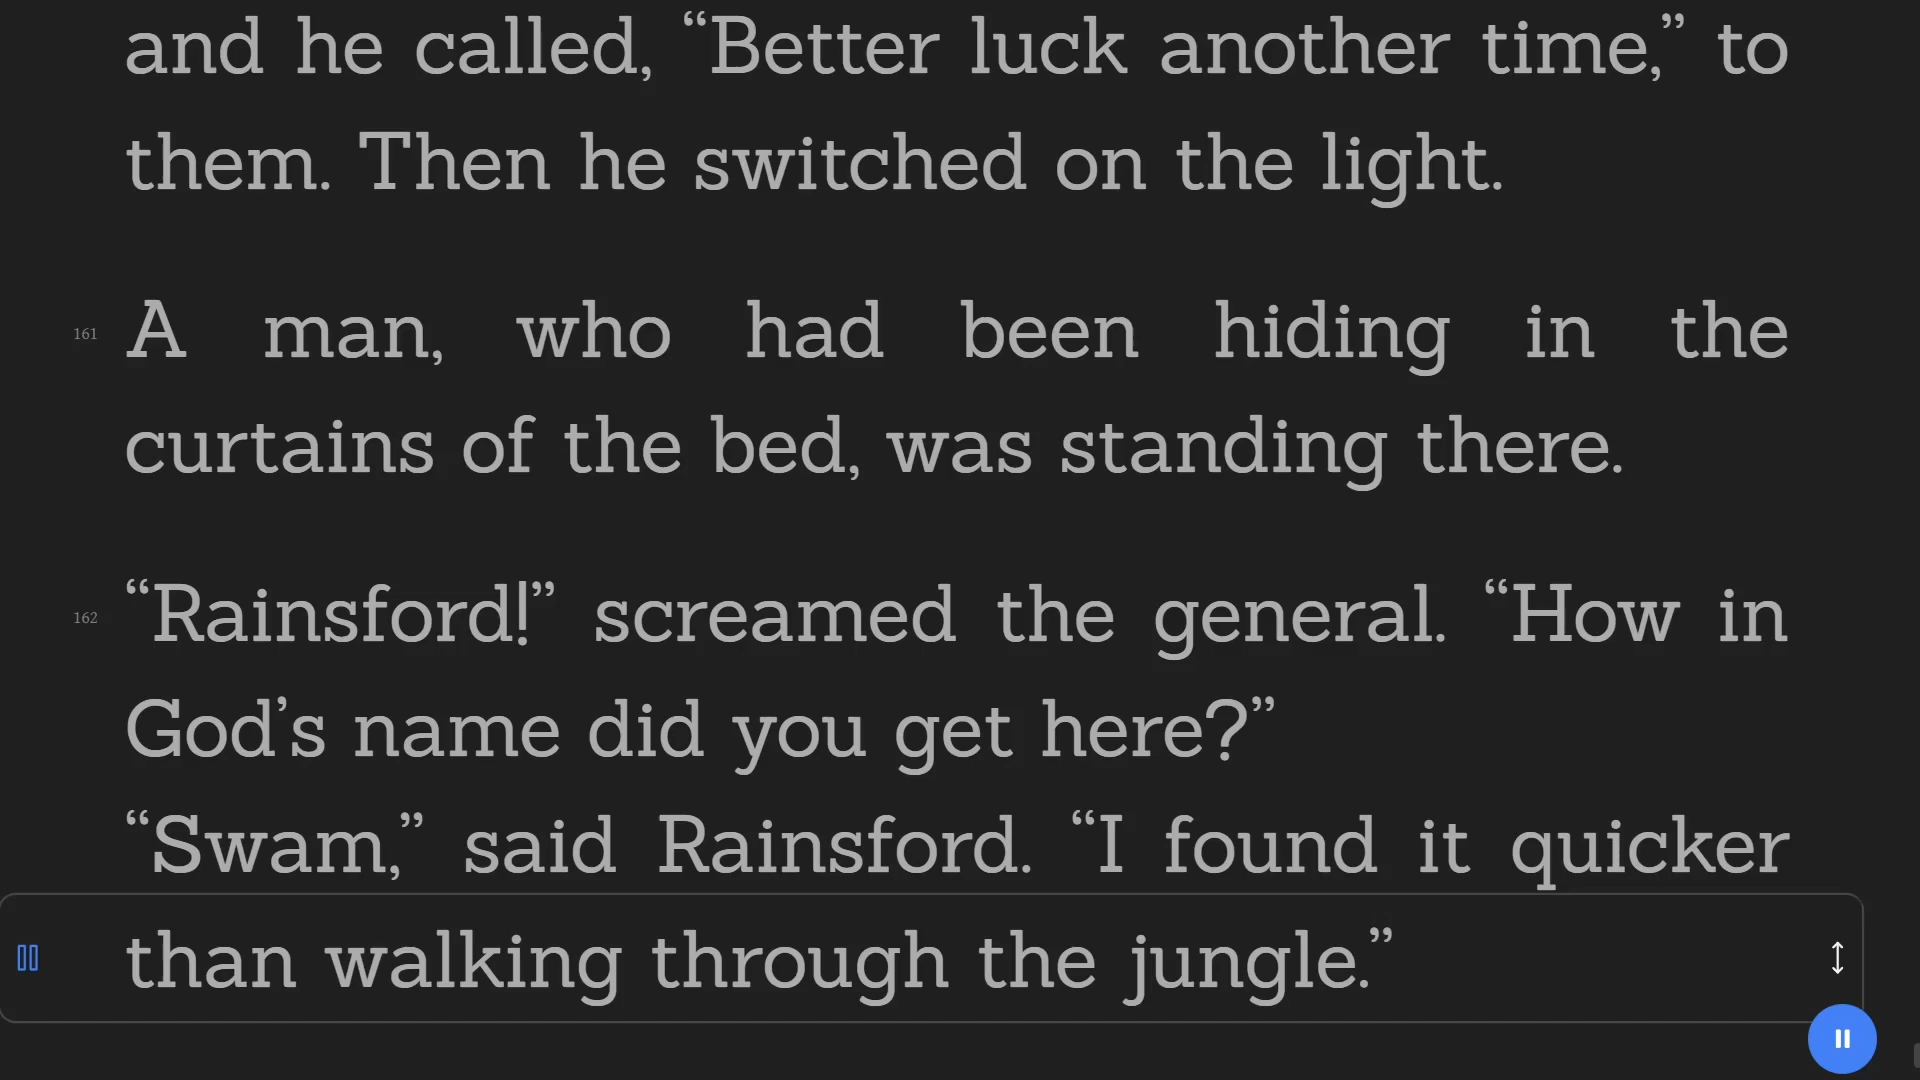 and he called, “Better luck another time,” to
them. Then he switched on the light.
161 A man, who had been hiding in the
curtains of the bed, was standing there.
162 “Rainsford!” screamed the general. “How in
God’s name did you get here?”
“Swam,” said Rainsford. “I found it quicker
than walking through the jungle.”